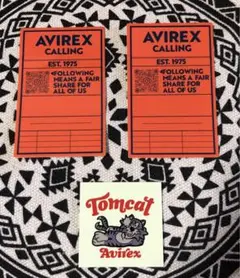 AVIREX
CALLING
EST. 1975
FOLLOWING
MEANS A FAIR
SHARE FOR
ALL OF US
AVIREX
CALLING
EST. 1975
FOLLOWING
MEANS A FAIR
SHARE FOR
ALL OF US
Tomcat
Avirex